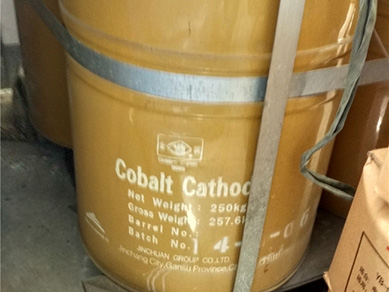 Cobalt Cathod
Net Weight: 250kg
Gross Weight: 257.6
Barrel No.:
Batch No. 14 -06
JINCHUAN GROUP CO.,LTD.
Jinchang City, Gansu Province, C